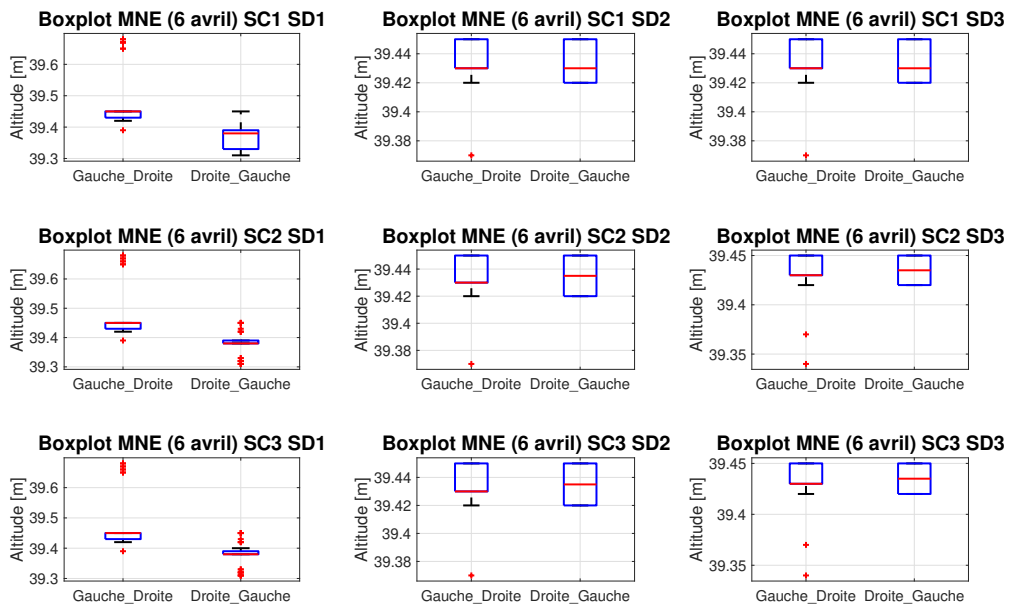 Boxplot MNE (6 avril) SC1 SD1
Altitude [m]
39.6
39.5
39.4
39.3
Gauche_Droite Droite_Gauche
Boxplot MNE (6 avril) SC1 SD2
Altitude [m]
39.44
39.42
39.4
39.38
Gauche_Droite Droite_Gauche
Boxplot MNE (6 avril) SC1 SD3
Altitude [m]
39.44
39.42
39.4
39.38
Gauche_Droite Droite_Gauche
Boxplot MNE (6 avril) SC2 SD1
Altitude [m]
39.6
39.5
39.4
39.3
Gauche_Droite Droite_Gauche
Boxplot MNE (6 avril) SC2 SD2
Altitude [m]
39.44
39.42
39.4
39.38
Gauche_Droite Droite_Gauche
Boxplot MNE (6 avril) SC2 SD3
Altitude [m]
39.45
39.4
39.35
Gauche_Droite Droite_Gauche
Boxplot MNE (6 avril) SC3 SD1
Altitude [m]
39.6
39.5
39.4
39.3
Gauche_Droite Droite_Gauche
Boxplot MNE (6 avril) SC3 SD2
Altitude [m]
39.44
39.42
39.4
39.38
Gauche_Droite Droite_Gauche
Boxplot MNE (6 avril) SC3 SD3
Altitude [m]
39.45
39.4
39.35
Gauche_Droite Droite_Gauche